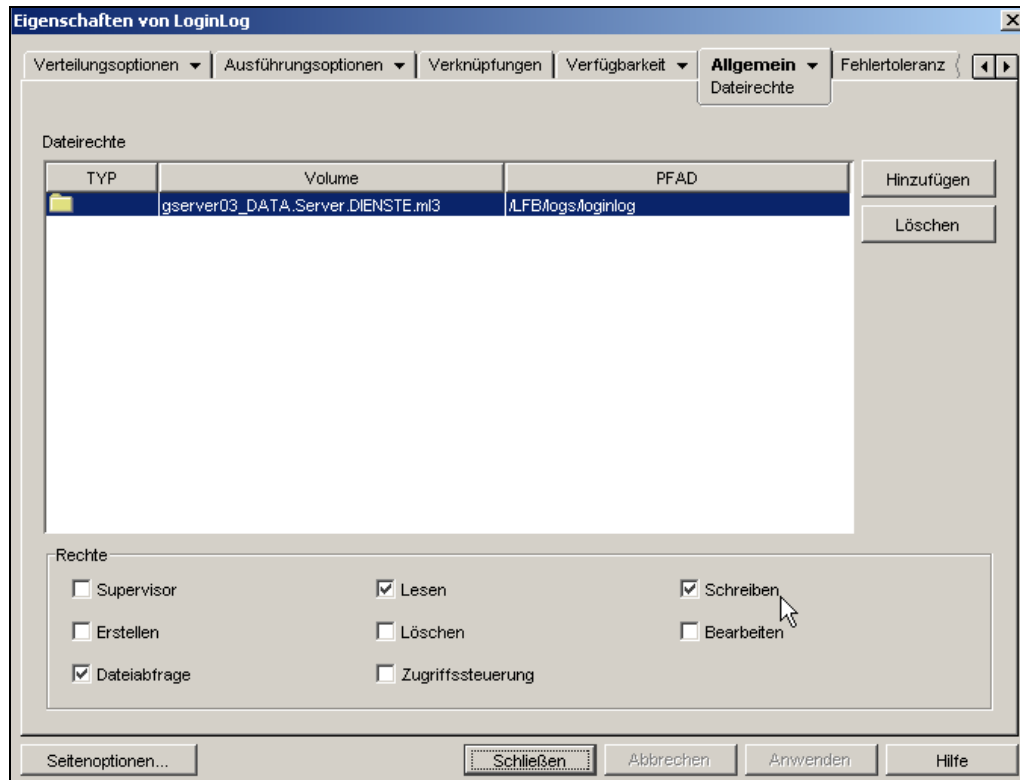 Eigenschaften von LoginLog
Verteilungsoptionen Ausführungsoptionen Verknüpfungen Verfügbarkeit Allgemein Fehlertoleranz
Dateirechte
Dateirechte
TYP Volume PFAD
gserver03_DATA.Server.DIENSTE.ml3 /LFB/logs/loginlog
Hinzufügen
Löschen
Rechte
Supervisor Lesen Schreiben
Erstellen Löschen Bearbeiten
Dateiabfrage Zugriffssteuerung
Seitenoptionen... Schließen Abbrechen Anwenden Hilfe